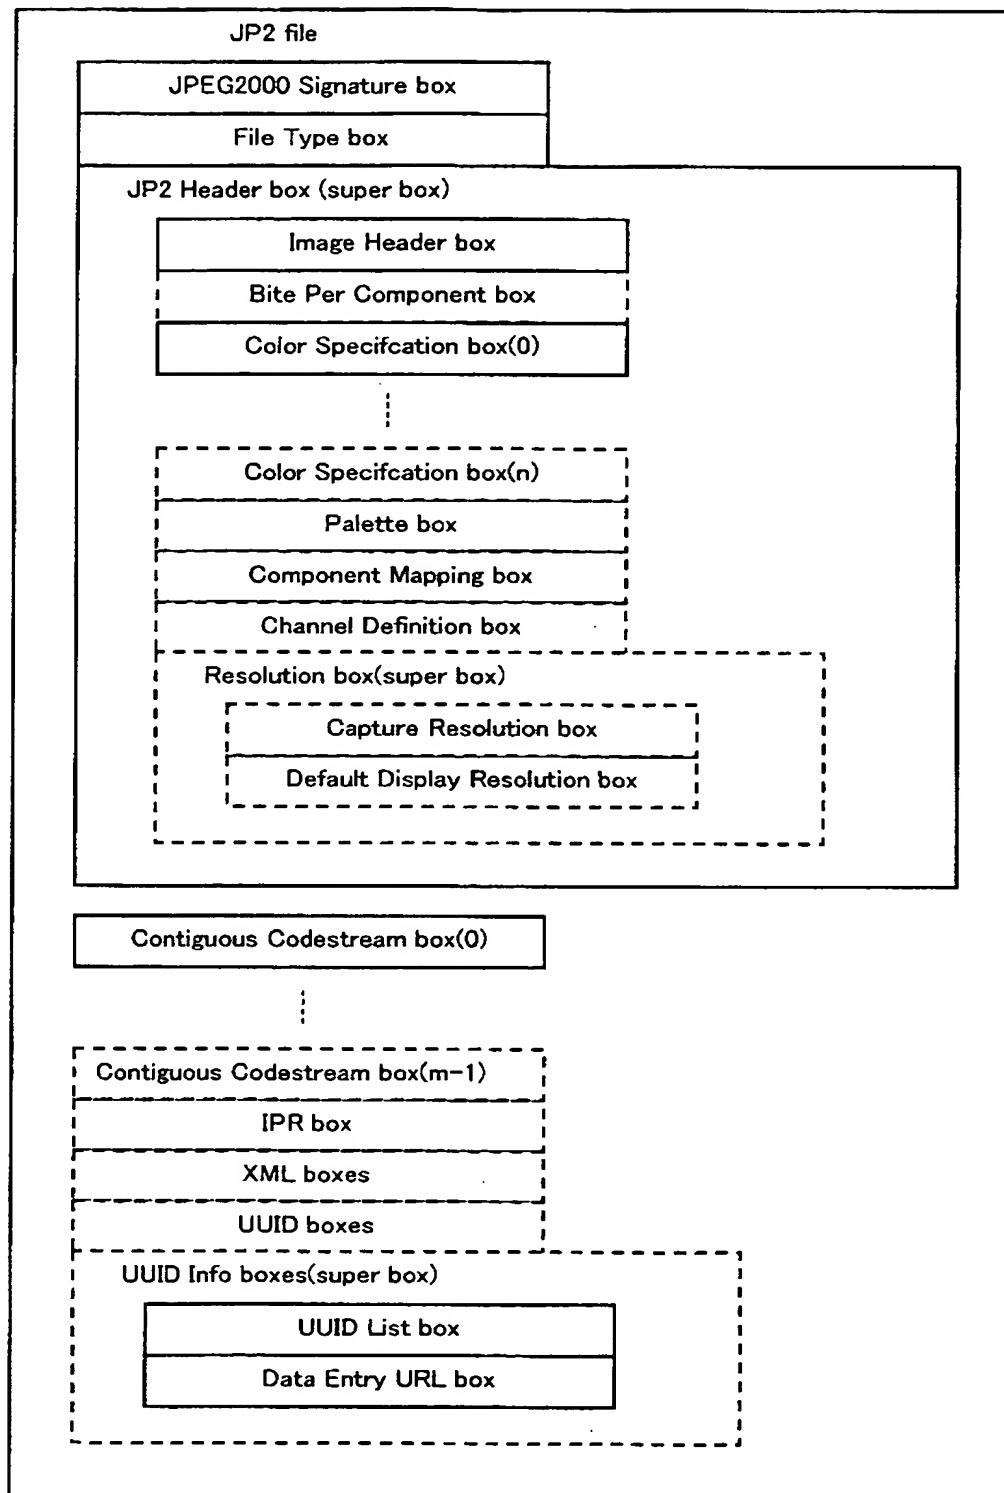 JP2 file
JPEG2000 Signature box
File Type box
JP2 Header box (super box)
Image Header box
Bite Per Component box
Color Specifcation box(0)
Color Specifcation box(n)
Palette box
Component Mapping box
Channel Definition box
Resolution box(super box)
Capture Resolution box
Default Display Resolution box
Contiguous Codestream box(0)
Contiguous Codestream box(m-1)
IPR box
XML boxes
UUID boxes
UUID Info boxes(super box)
UUID List box
Data Entry URL box